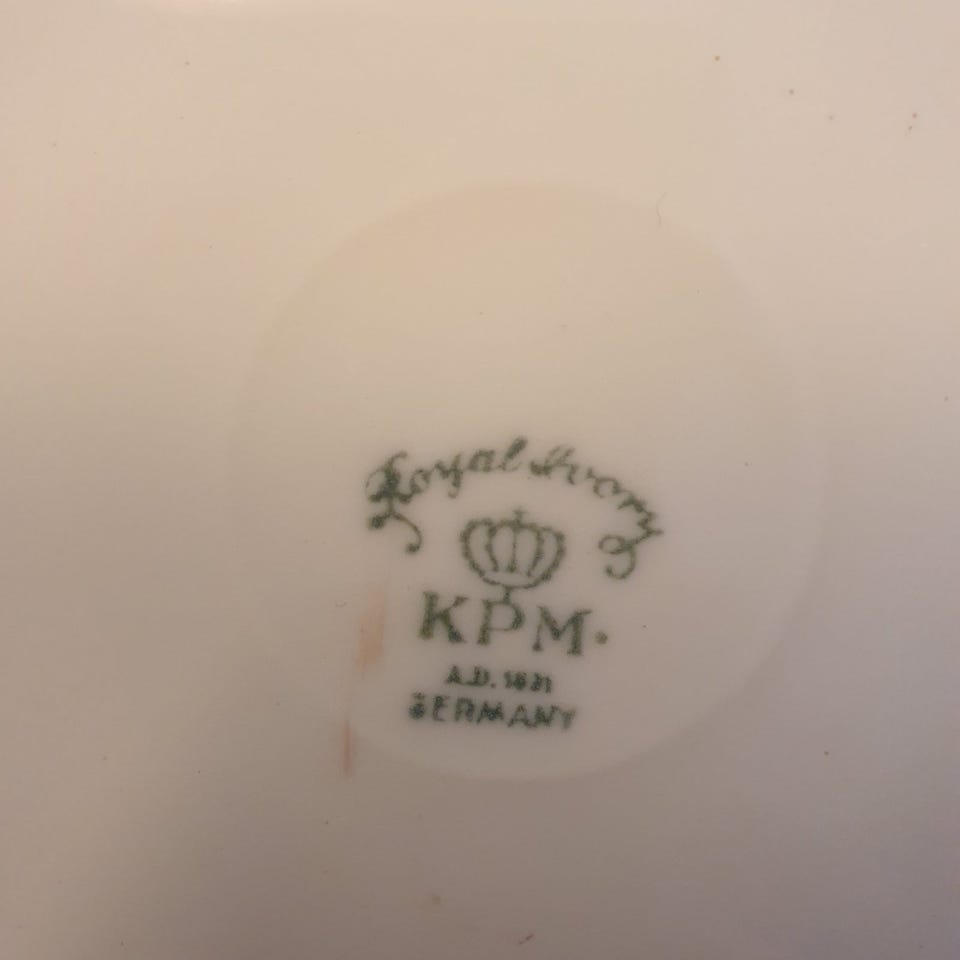 Royal Ivory
KPM.
A.D. 1831
GERMANY